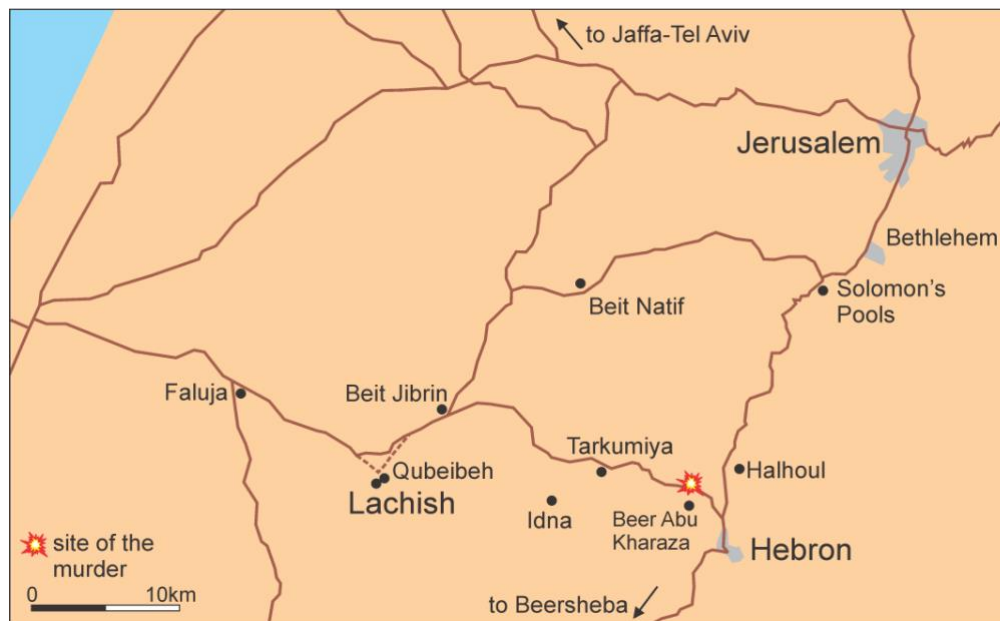 to Jaffa-Tel Aviv
Jerusalem
Bethlehem
Solomon's
Pools
Beit Natif
Faluja
Beit Jibrin
Tarkumiya
Halhoul
Qubeibeh
Lachish
Idna
Beer Abu
Kharaza
Hebron
site of the
murder
0 10km
to Beersheba